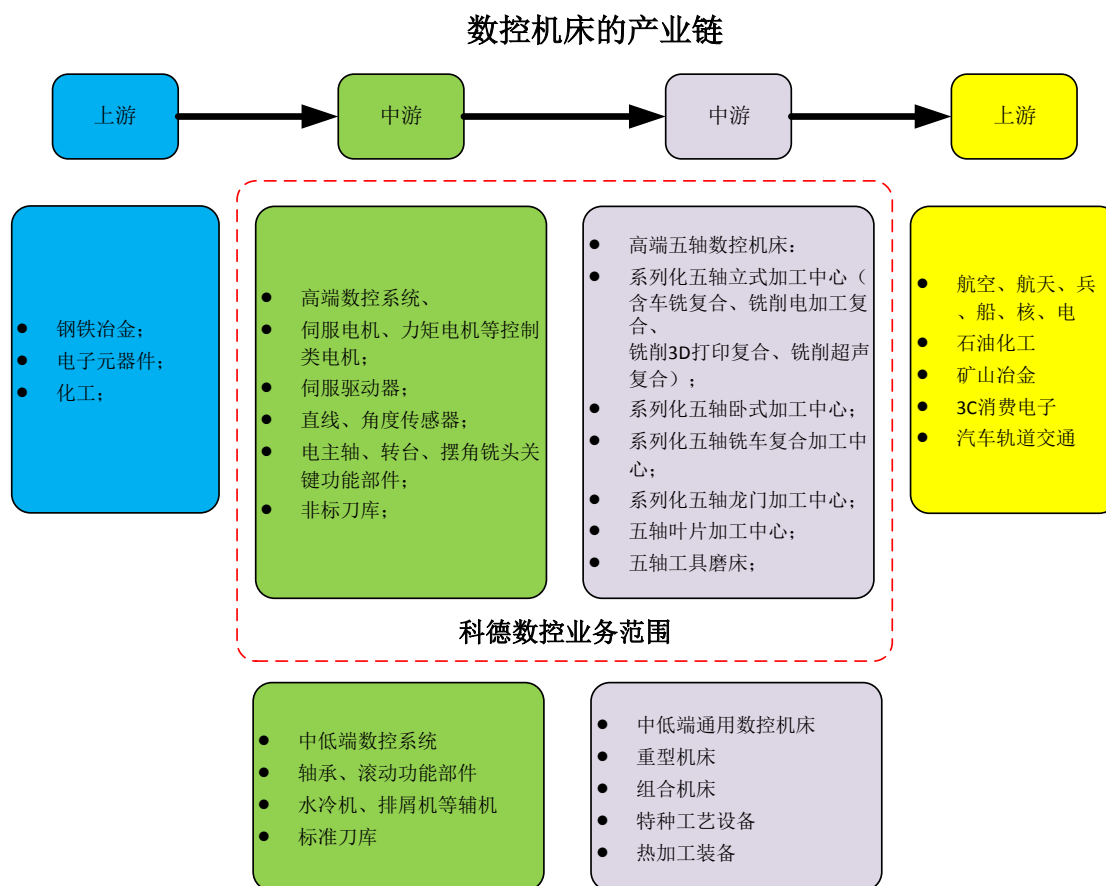 数控机床的产业链
上游
中游
中游
上游
● 钢铁冶金；
● 电子元器件；
● 化工；
● 高端数控系统、
● 伺服电机、力矩电机等控制
类电机；
● 伺服驱动器；
● 直线、角度传感器；
● 电主轴、转台、摆角铣头关
键功能部件；
● 非标刀库；
● 高端五轴数控机床：
● 系列化五轴立式加工中心（
含车铣复合、铣削电加工复
合、
铣削3D打印复合、铣削超声
复合）；
● 系列化五轴卧式加工中心；
● 系列化五轴铣车复合加工中
心；
● 系列化五轴龙门加工中心；
● 五轴叶片加工中心；
● 五轴工具磨床；
● 航空、航天、兵
、船、核、电
● 石油化工
● 矿山冶金
● 3C消费电子
● 汽车轨道交通
科德数控业务范围
● 中低端数控系统
● 轴承、滚动功能部件
● 水冷机、排屑机等辅机
● 标准刀库
● 中低端通用数控机床
● 重型机床
● 组合机床
● 特种工艺设备
● 热加工装备